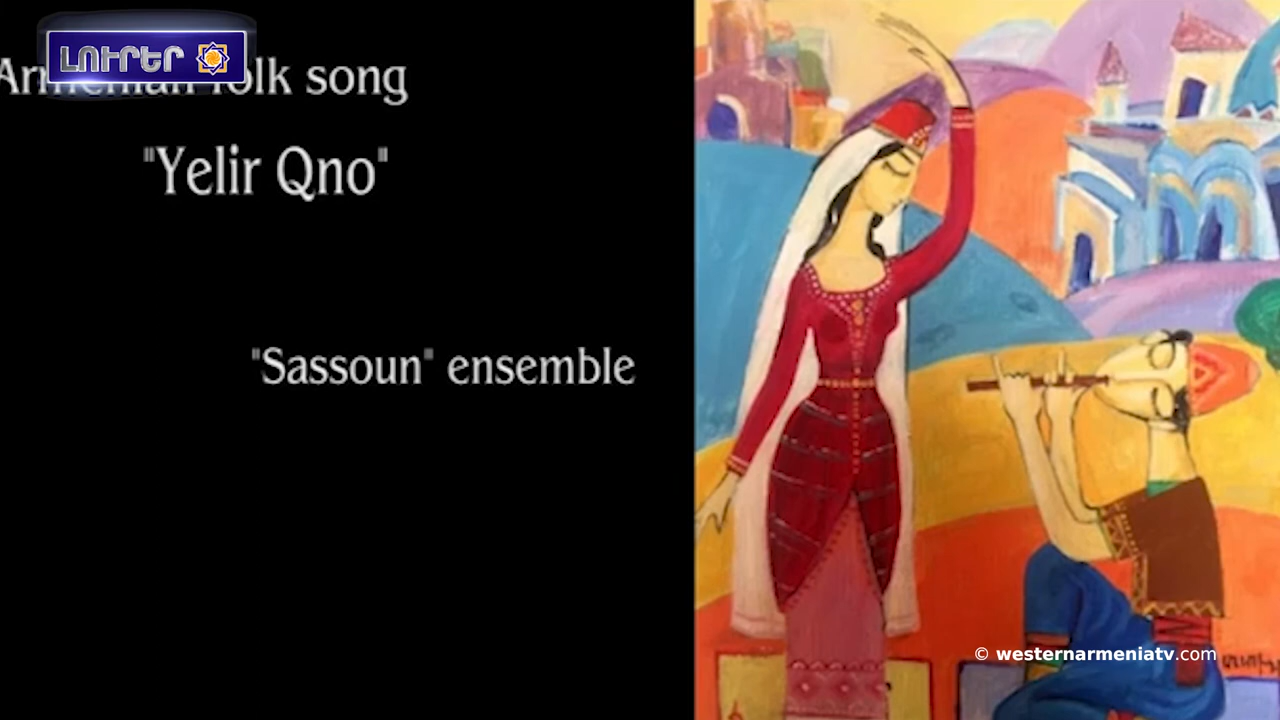 ԼՈՒՐԵՐ
Armenian folk song
"Yelir Qno"
"Sassoun" ensemble
© westernarmeniatv.com